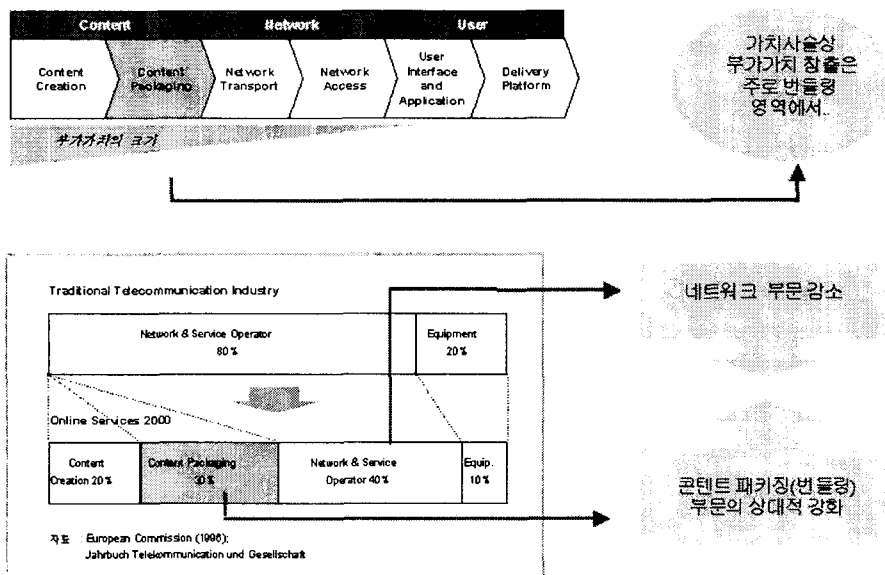 Content Network User
Content
Creation
Content
Packaging
Network
Transport
Network
Access
User
Interface
and
Application
Delivery
Platform
부가가치의 크기
가치사슬상
부가가치 창출은
주로 번들링
영역에서..
Traditional Telecommunication Industry
Network & Service Operator
80%
Equipment
20%
Online Services 2000
Content
Creation 20%
Content Packaging
30%
Network & Service
Operator 40%
Equip.
10%
네트워크 부문 감소
콘텐트 패키징(번들링)
부문의 상대적 강화
자료 : European Commission (1996);
Jahrbuch Telekommunication und Gesellschaft